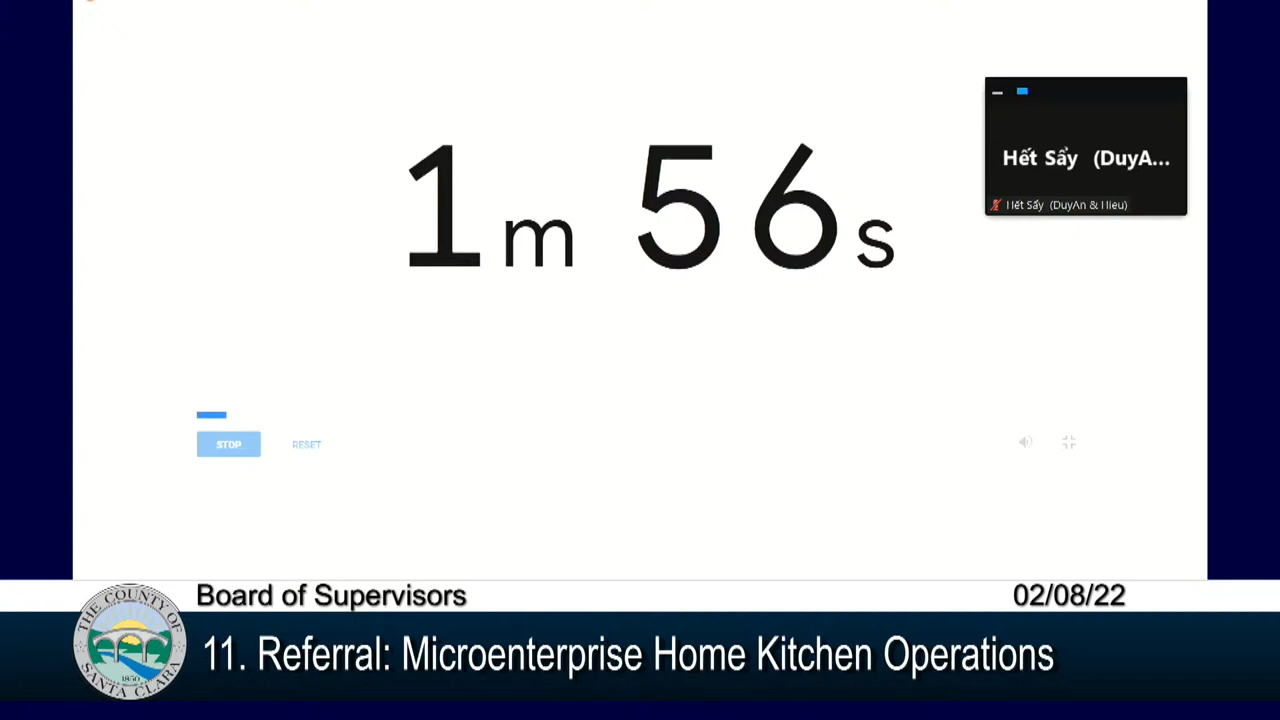 1m 56s
Hết Sẩy (DuyA...
Hết Sẩy (DuyAn & Hieu)
STOP
RESET
Board of Supervisors
02/08/22
THE COUNTY OF
SANTA CLARA
1850
11. Referral: Microenterprise Home Kitchen Operations